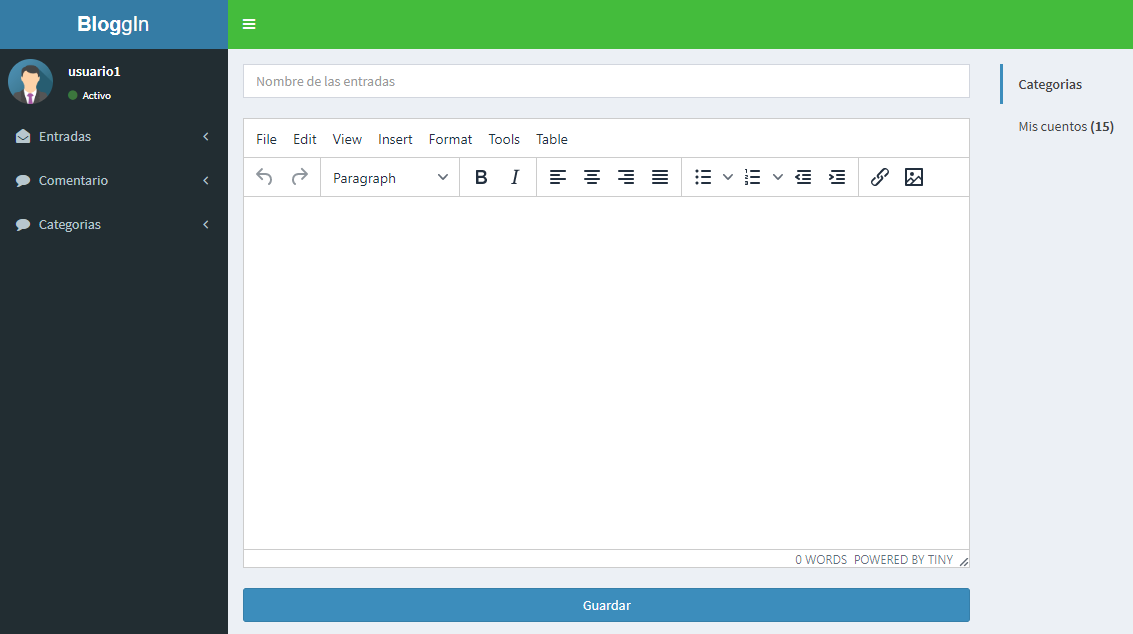 BloggIn
usuario1
Activo
Entradas
Comentario
Categorias
Nombre de las entradas
File Edit View Insert Format Tools Table
Paragraph B I
0 WORDS POWERED BY TINY
Guardar
Categorias
Mis cuentos (15)